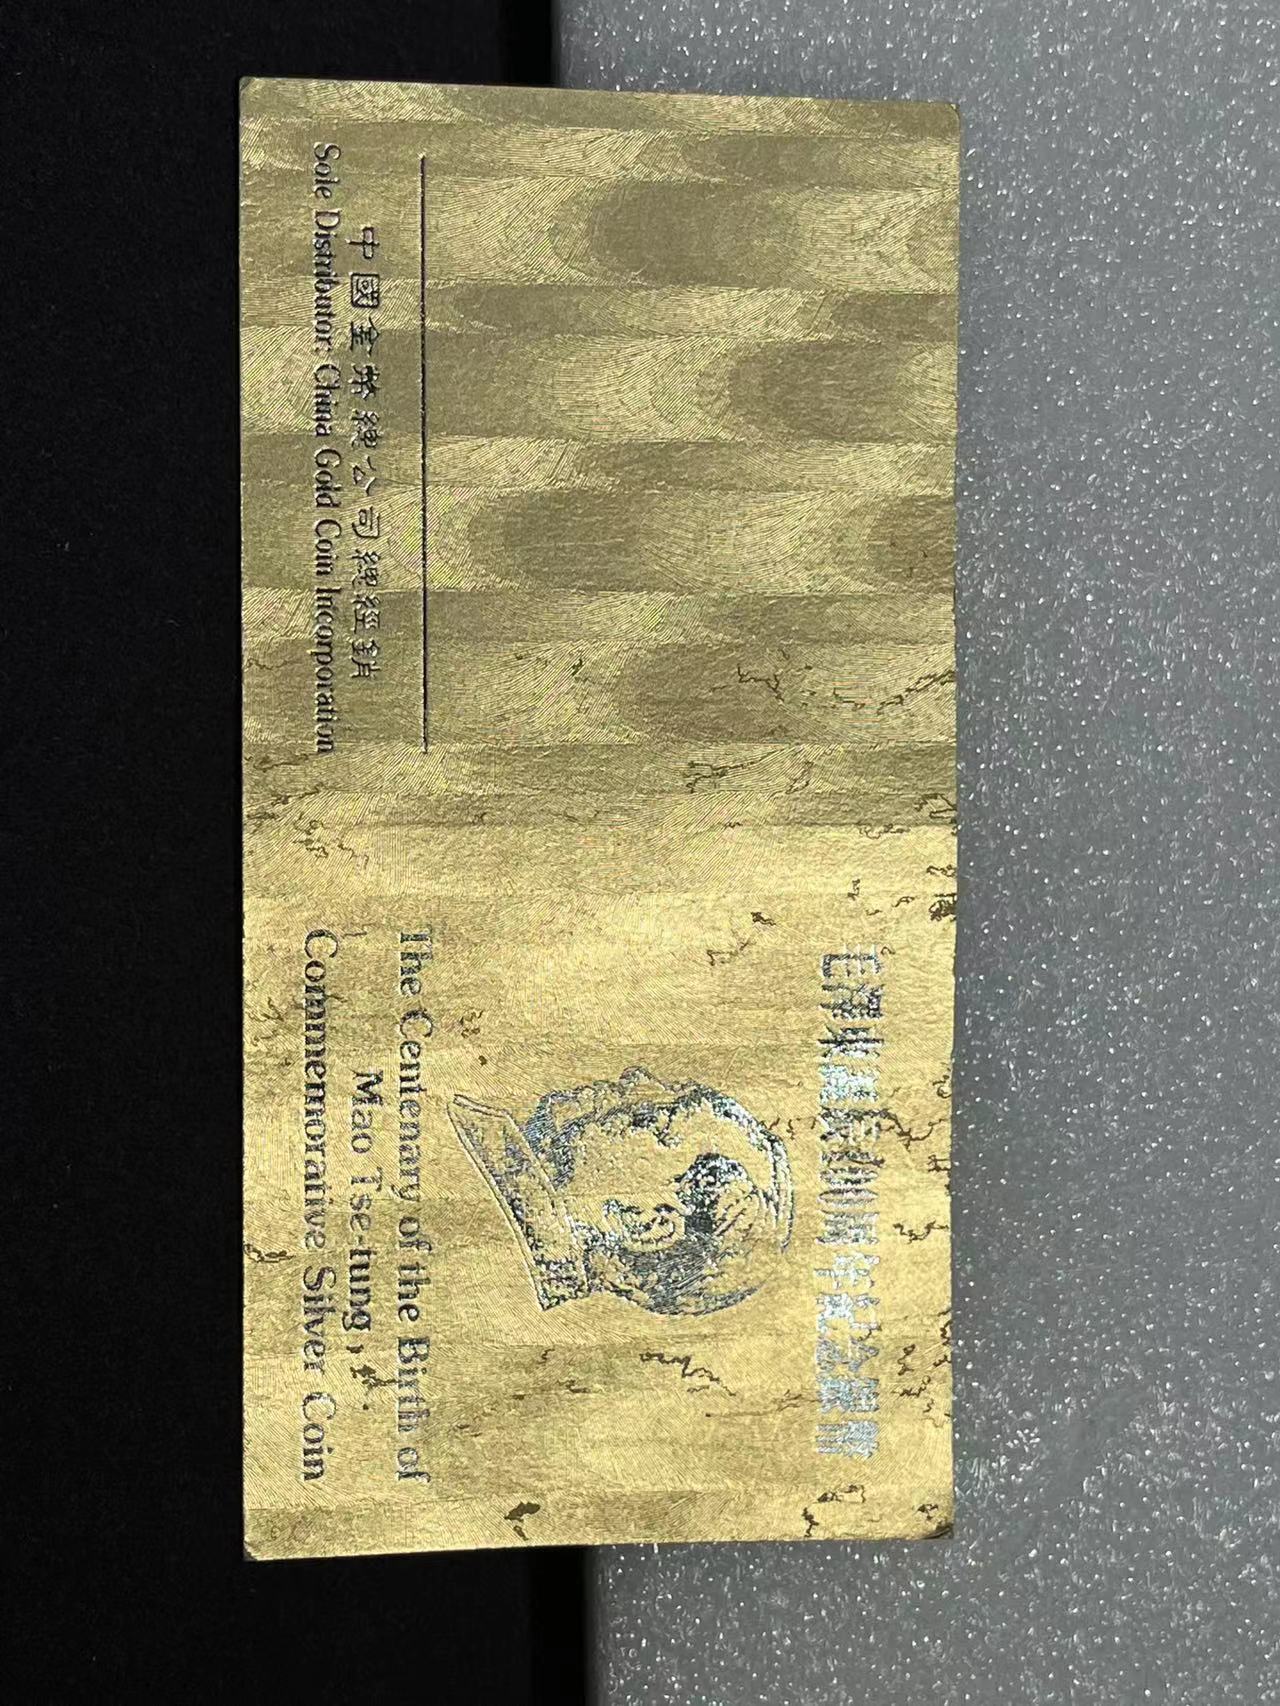 中國金幣總公司總經銷
Sole Distributor: China Gold Coin Incorporation
毛澤東誕辰100周年紀念銀幣
The Centenary of the Birth of
Mao Tse-tung,
Commemorative Silver Coin